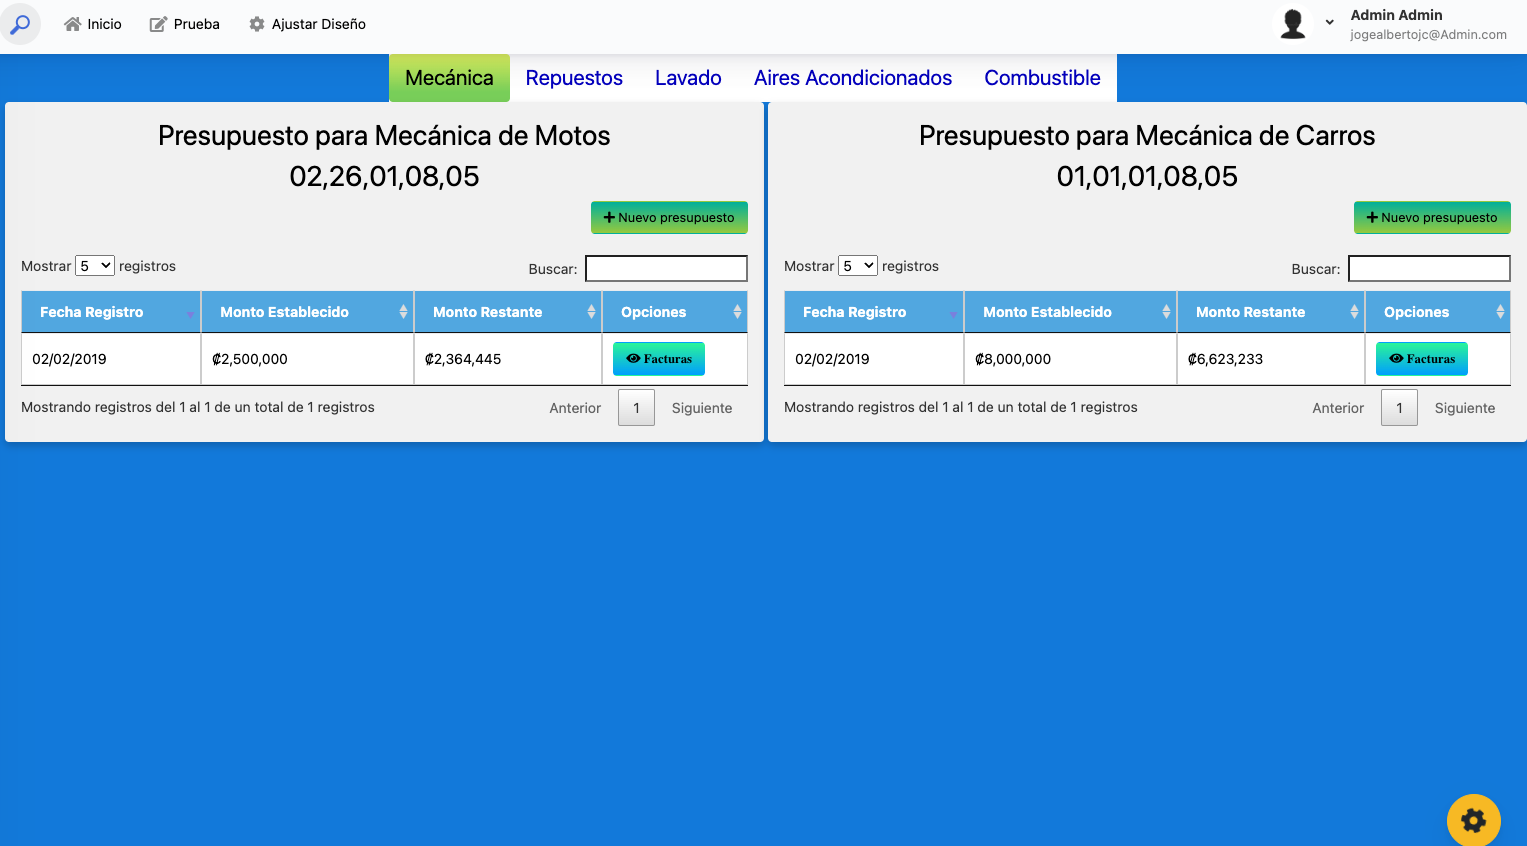 Inicio Prueba Ajustar Diseño
Admin Admin
jogealbertojc@Admin.com
Mecánica Repuestos Lavado Aires Acondicionados Combustible
Presupuesto para Mecánica de Motos
02,26,01,08,05
Nuevo presupuesto
Mostrar 5 registros
Buscar:
Fecha Registro Monto Establecido Monto Restante Opciones
02/02/2019 ₡2,500,000 ₡2,364,445 Facturas
Mostrando registros del 1 al 1 de un total de 1 registros
Anterior 1 Siguiente
Presupuesto para Mecánica de Carros
01,01,01,08,05
Nuevo presupuesto
Mostrar 5 registros
Buscar:
Fecha Registro Monto Establecido Monto Restante Opciones
02/02/2019 ₡8,000,000 ₡6,623,233 Facturas
Mostrando registros del 1 al 1 de un total de 1 registros
Anterior 1 Siguiente